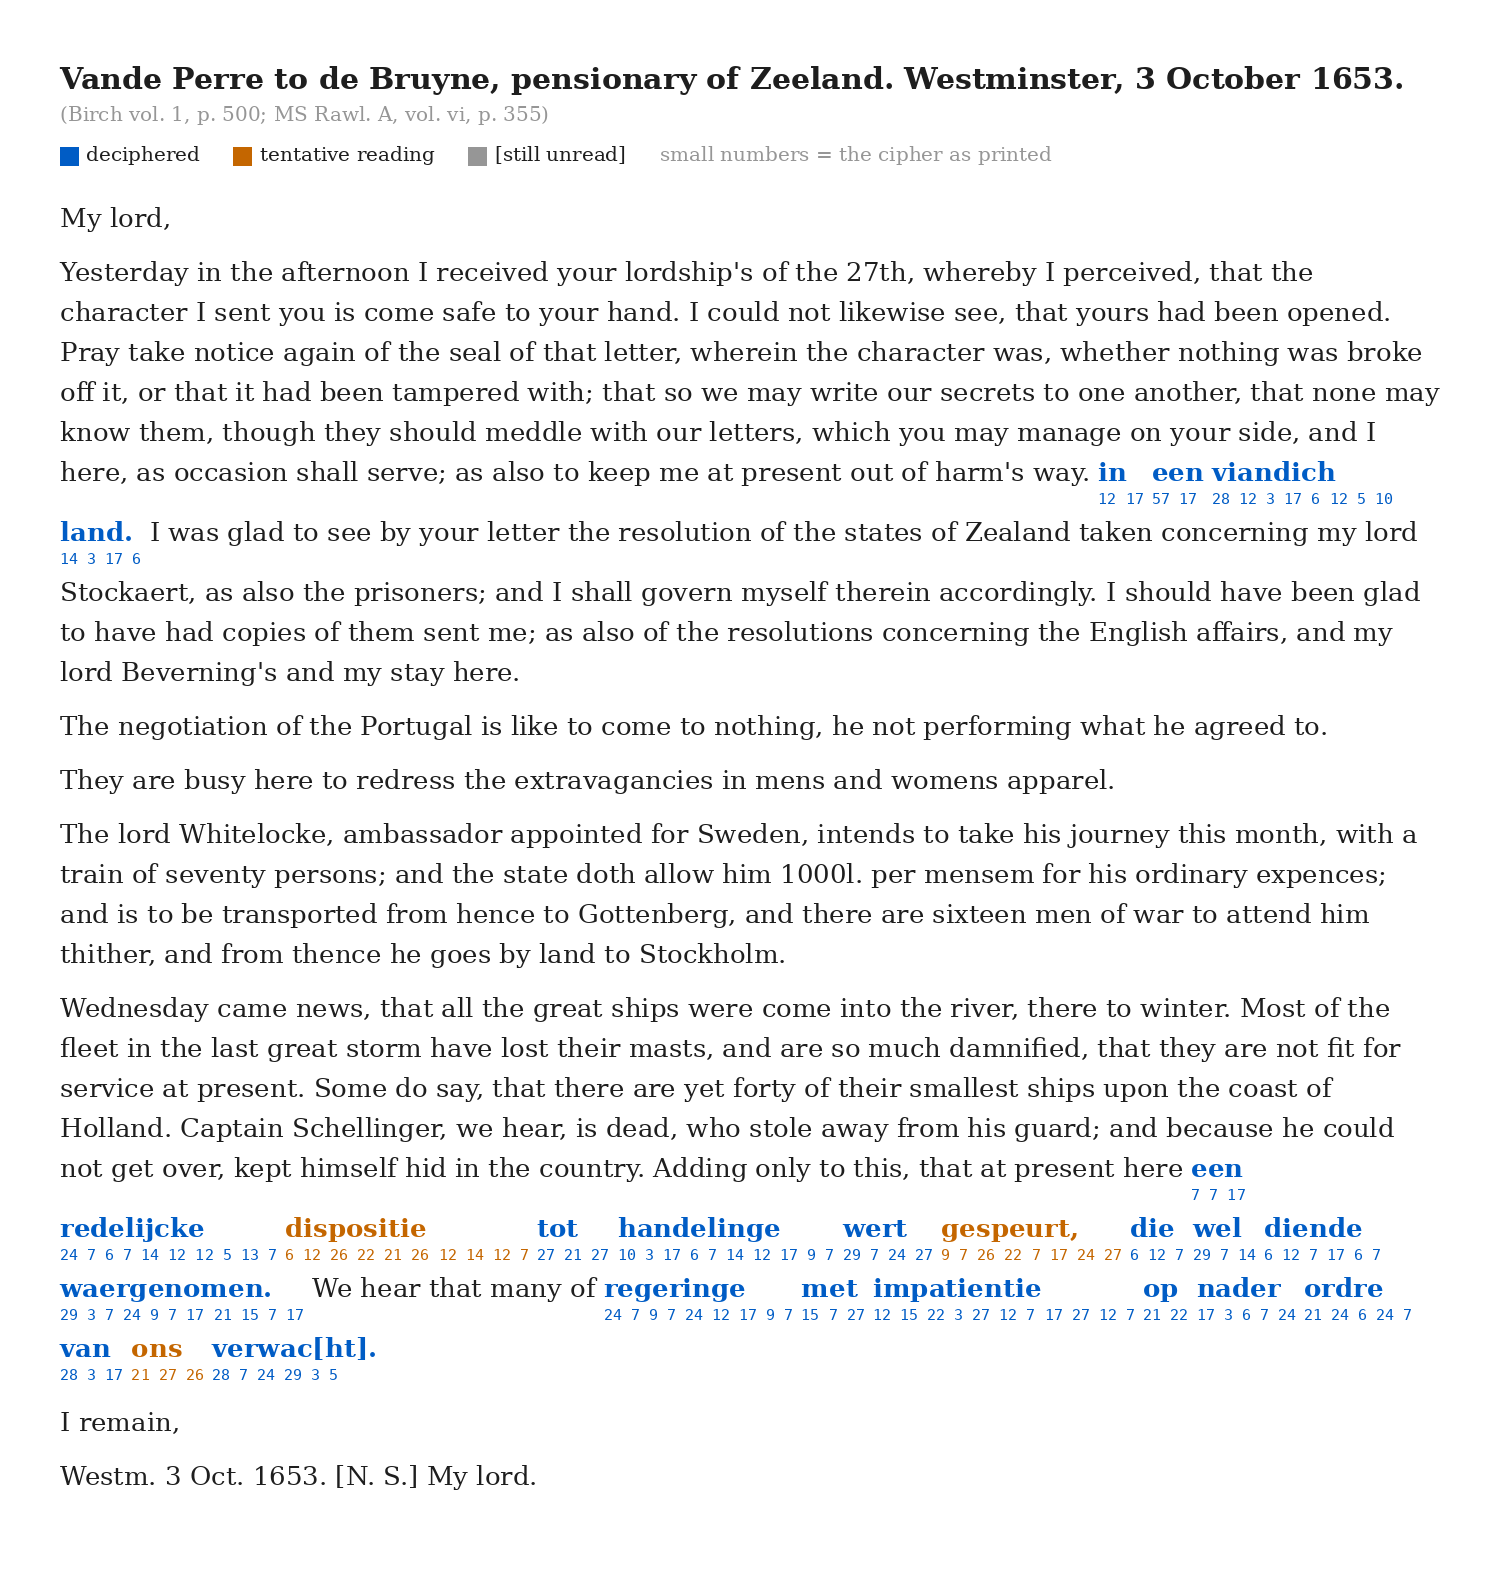 Vande Perre to de Bruyne, pensionary of Zeeland. Westminster, 3 October 1653.
(Birch vol. 1, p. 500; MS Rawl. A, vol. vi, p. 355)
deciphered tentative reading [still unread] small numbers = the cipher as printed
My lord,
Yesterday in the afternoon I received your lordship's of the 27th, whereby I perceived, that the
character I sent you is come safe to your hand. I could not likewise see, that yours had been opened.
Pray take notice again of the seal of that letter, wherein the character was, whether nothing was broke
off it, or that it had been tampered with; that so we may write our secrets to one another, that none may
know them, though they should meddle with our letters, which you may manage on your side, and I
here, as occasion shall serve; as also to keep me at present out of harm's way. in een viandich
12 17 57 17 28 12 3 17 6 12 5 10
land. I was glad to see by your letter the resolution of the states of Zealand taken concerning my lord
14 3 17 6
Stockaert, as also the prisoners; and I shall govern myself therein accordingly. I should have been glad
to have had copies of them sent me; as also of the resolutions concerning the English affairs, and my
lord Beverning's and my stay here.
The negotiation of the Portugal is like to come to nothing, he not performing what he agreed to.
They are busy here to redress the extravagancies in mens and womens apparel.
The lord Whitelocke, ambassador appointed for Sweden, intends to take his journey this month, with a
train of seventy persons; and the state doth allow him 1000l. per mensem for his ordinary expences;
and is to be transported from hence to Gottenberg, and there are sixteen men of war to attend him
thither, and from thence he goes by land to Stockholm.
Wednesday came news, that all the great ships were come into the river, there to winter. Most of the
fleet in the last great storm have lost their masts, and are so much damnified, that they are not fit for
service at present. Some do say, that there are yet forty of their smallest ships upon the coast of
Holland. Captain Schellinger, we hear, is dead, who stole away from his guard; and because he could
not get over, kept himself hid in the country. Adding only to this, that at present here een
7 7 17
redelijcke dispositie tot handelinge wert gespeurt, die wel diende
24 7 6 7 14 12 12 5 13 7 6 12 26 22 21 26 12 14 12 7 27 21 27 10 3 17 6 7 14 12 17 9 7 29 7 24 27 9 7 26 22 7 17 24 27 6 12 7 29 7 14 6 12 7 17 6 7
waergenomen. We hear that many of regeringe met impatientie op nader ordre
29 3 7 24 9 7 17 21 15 7 17 24 7 9 7 24 12 17 9 7 15 7 27 12 15 22 3 27 12 7 17 27 12 7 21 22 17 3 6 7 24 21 24 6 24 7
van ons verwac[ht].
28 3 17 21 27 26 28 7 24 29 3 5
I remain,
Westm. 3 Oct. 1653. [N. S.] My lord.